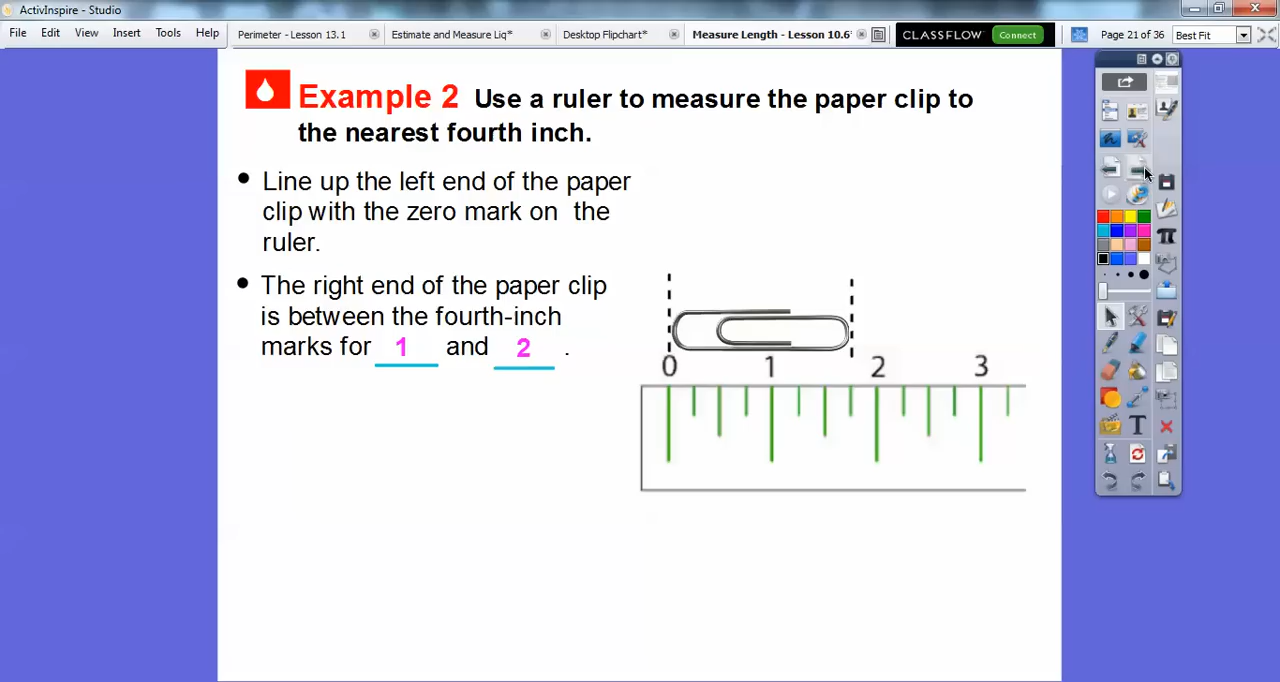 ActivInspire - Studio
File Edit View Insert Tools Help
Perimeter - Lesson 13.1
Estimate and Measure Liq*
Desktop Flipchart*
Measure Length - Lesson 10.6*
CLASSFLOW Connect
Page 21 of 36
Best Fit
Example 2 Use a ruler to measure the paper clip to
the nearest fourth inch.
• Line up the left end of the paper
clip with the zero mark on the
ruler.
• The right end of the paper clip
is between the fourth-inch
marks for 1 and 2 .
0 1 2 3